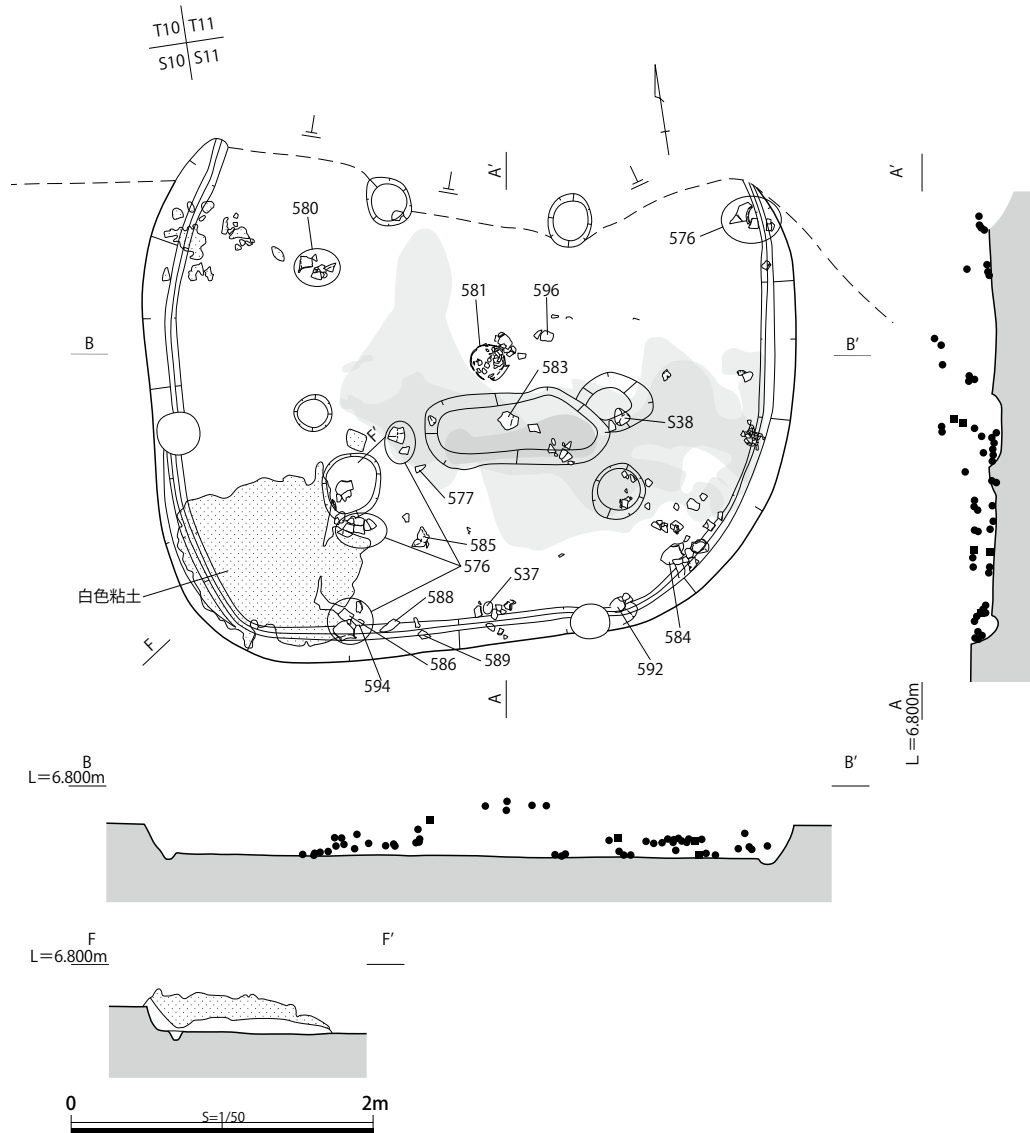 T10 T11
S10 S11
A'
A'
580
576
581
596
B
B'
583
S38
F'
577
585
576
S37
白色粘土
588
584
F
586
589
592
594
A
A
L＝6.800m
B
B'
L＝6.800m
F
F'
L＝6.800m
0
2m
S=1/50